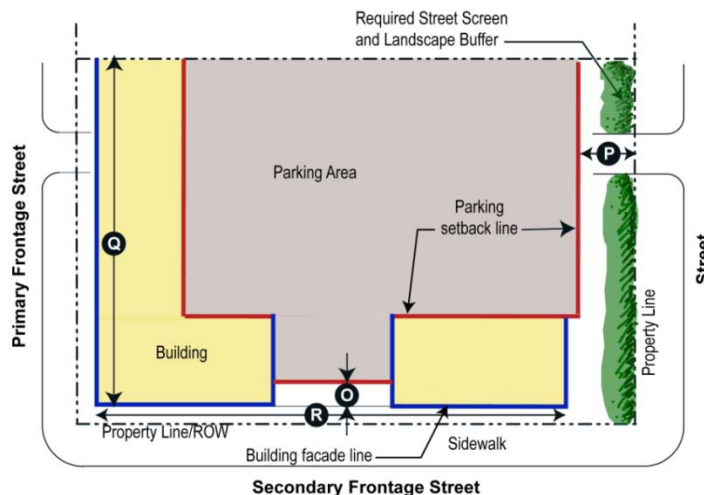 Required Street Screen
and Landscape Buffer
P
Parking Area
Parking
setback line
Q
Primary Frontage Street
Street
Property Line
Building
O
R
Property Line/ROW
Sidewalk
Building facade line
Secondary Frontage Street